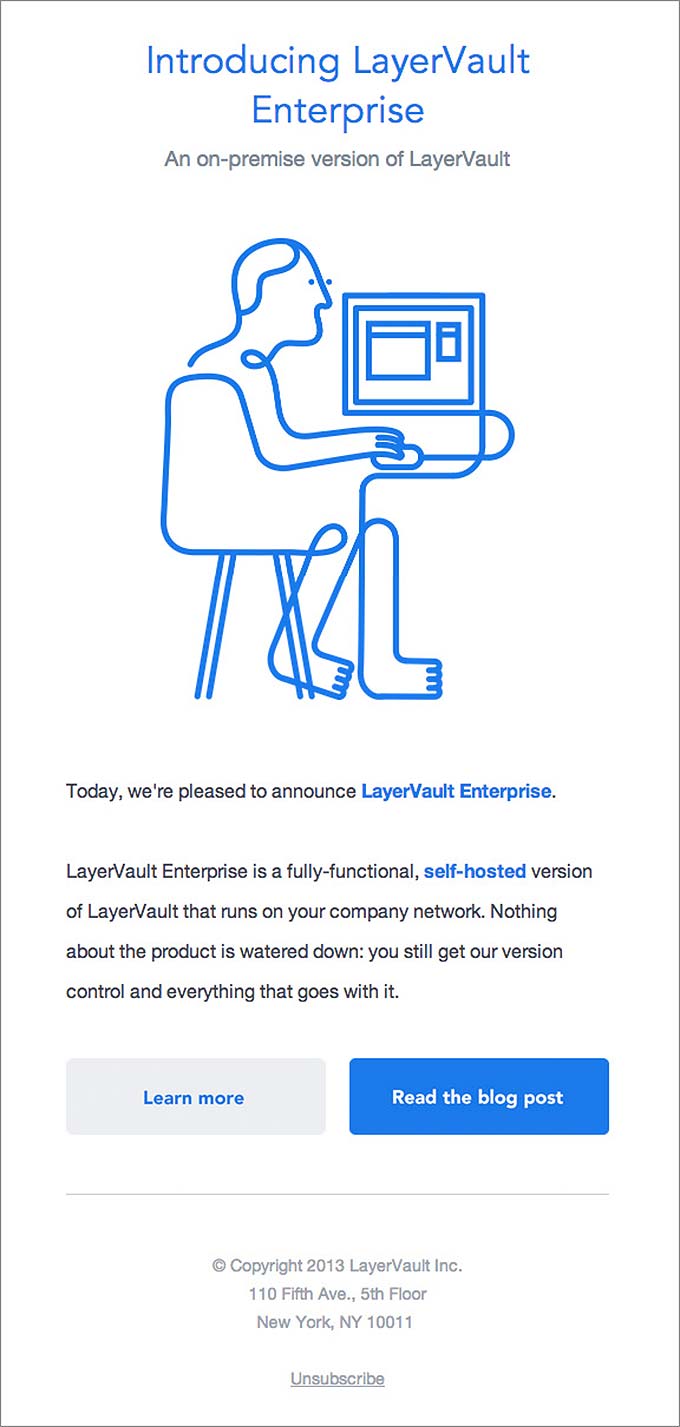 Introducing LayerVault
Enterprise
An on-premise version of LayerVault
Today, we're pleased to announce LayerVault Enterprise.
LayerVault Enterprise is a fully-functional, self-hosted version
of LayerVault that runs on your company network. Nothing
about the product is watered down: you still get our version
control and everything that goes with it.
Learn more
Read the blog post
© Copyright 2013 LayerVault Inc.
110 Fifth Ave., 5th Floor
New York, NY 10011
Unsubscribe